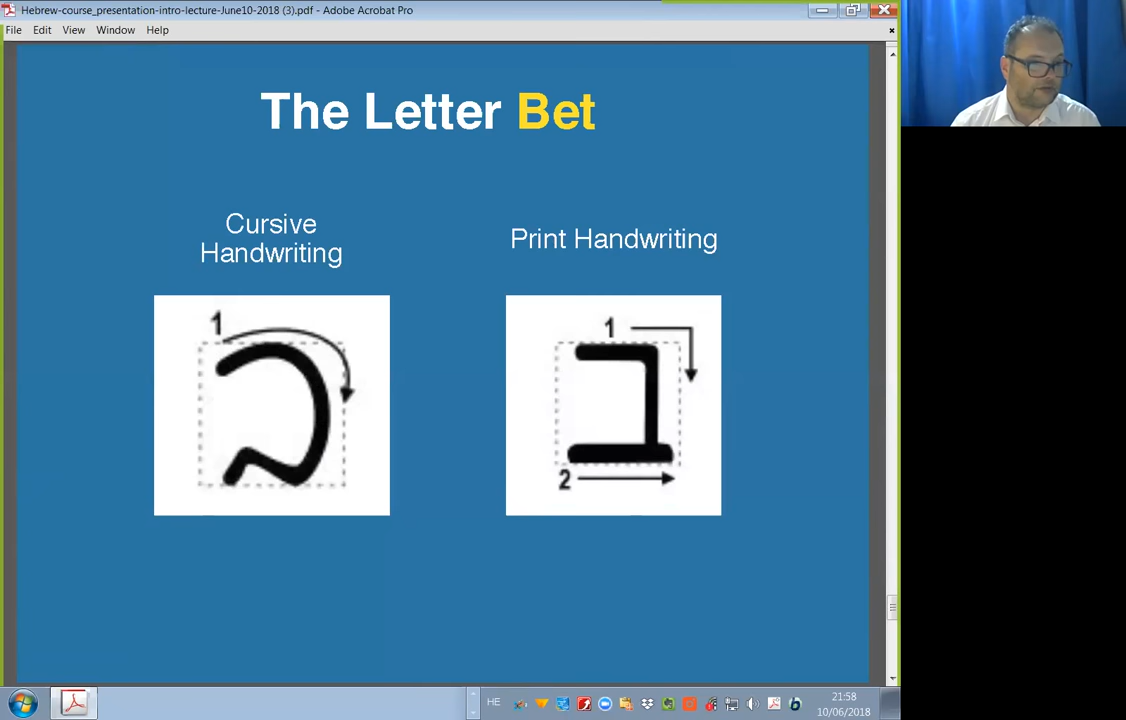 Hebrew-course_presentation-intro-lecture-June10-2018 (3).pdf - Adobe Acrobat Pro
File Edit View Window Help
The Letter Bet
Cursive
Handwriting
Print Handwriting
1
כ
1
ב
2
HE
21:58
10/06/2018